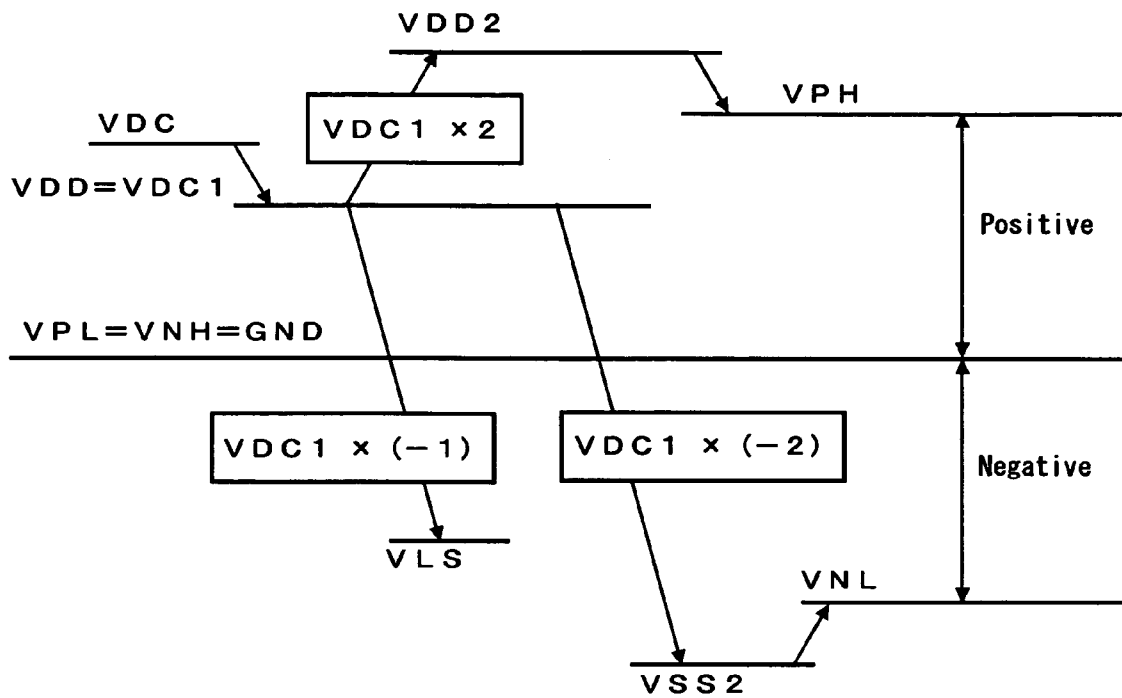 VDD2
VPH
VDC1 ×2
VDC
VDD=VDC1
Positive
VPL=VNH=GND
VDC1 × (-1)
VDC1 × (-2)
Negative
VLS
VNL
VSS2